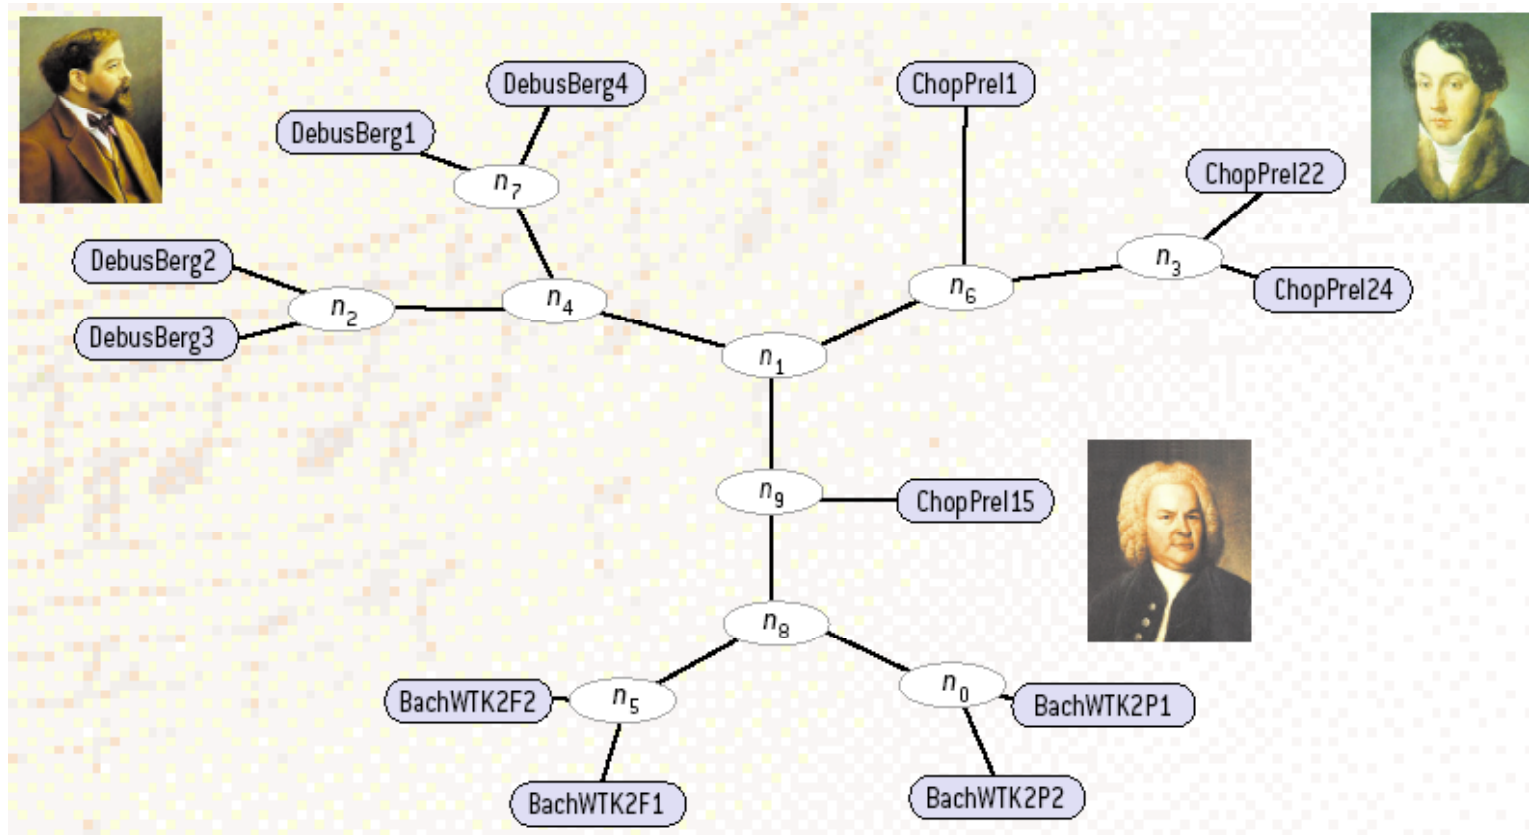 DebusBerg4
ChopPrel1
DebusBerg1
n7
ChopPrel22
DebusBerg2
n3
n6
ChopPrel24
n4
n2
DebusBerg3
n1
n9
ChopPrel15
n8
n0
BachWTK2F2
n5
BachWTK2P1
BachWTK2F1
BachWTK2P2